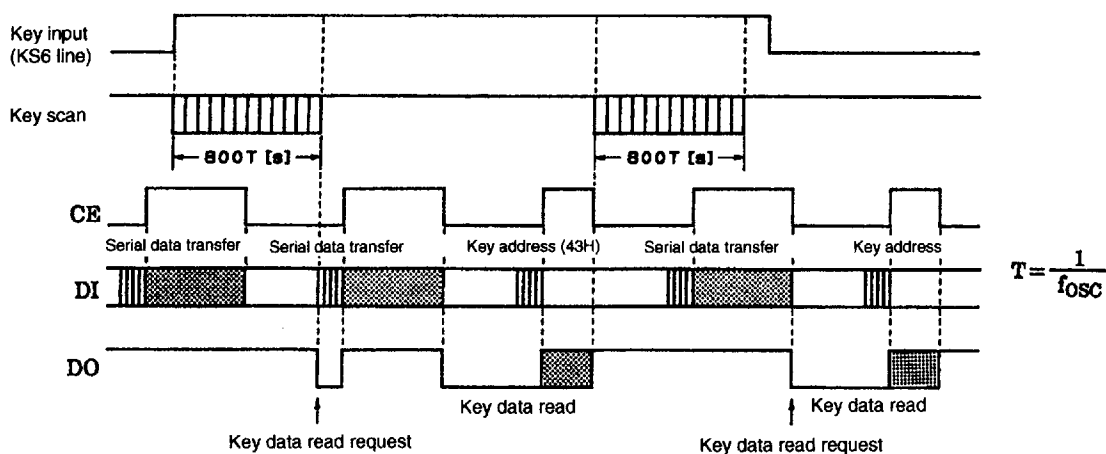 Key input
(KS6 line)
Key scan
800T [s]
800T [s]
CE
Serial data transfer
Serial data transfer
Key address (43H)
Serial data transfer
Key address
DI
T = 1/fOSC
DO
Key data read
Key data read
Key data read request
Key data read request